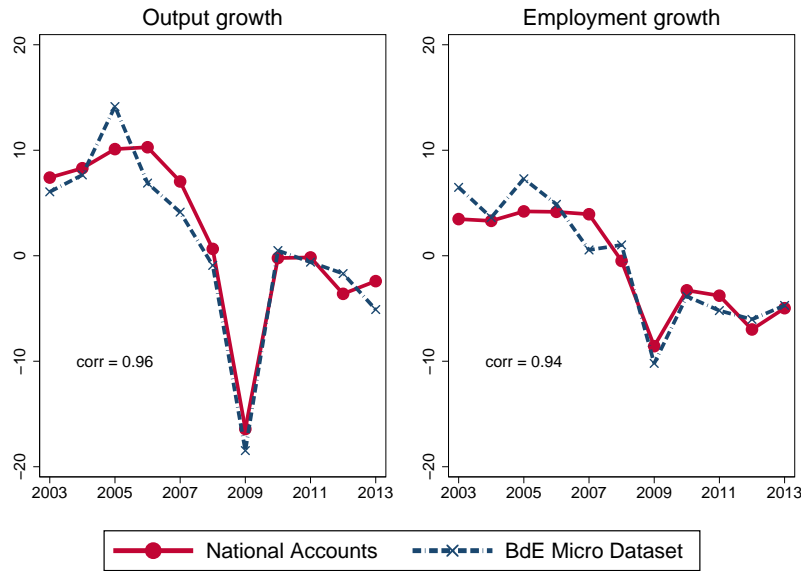 Output growth
20
10
0
−10
−20
corr = 0.96
2003 2005 2007 2009 2011 2013
Employment growth
20
10
0
−10
−20
corr = 0.94
2003 2005 2007 2009 2011 2013
National Accounts
BdE Micro Dataset